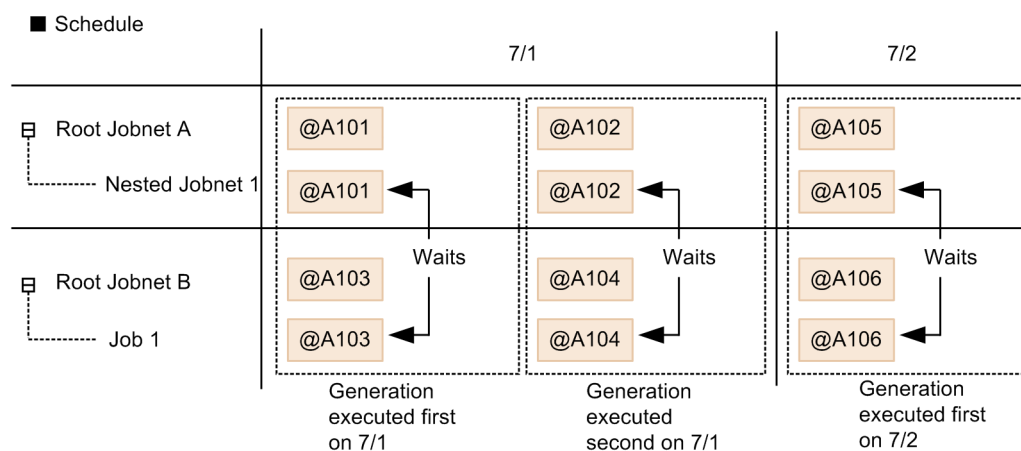 ■ Schedule
7/1 7/2
Root Jobnet A @A101 @A102 @A105
Nested Jobnet 1 @A101 @A102 @A105
Waits Waits Waits
Root Jobnet B @A103 @A104 @A106
Job 1 @A103 @A104 @A106
Generation
executed first
on 7/1
Generation
executed
second on 7/1
Generation
executed first
on 7/2